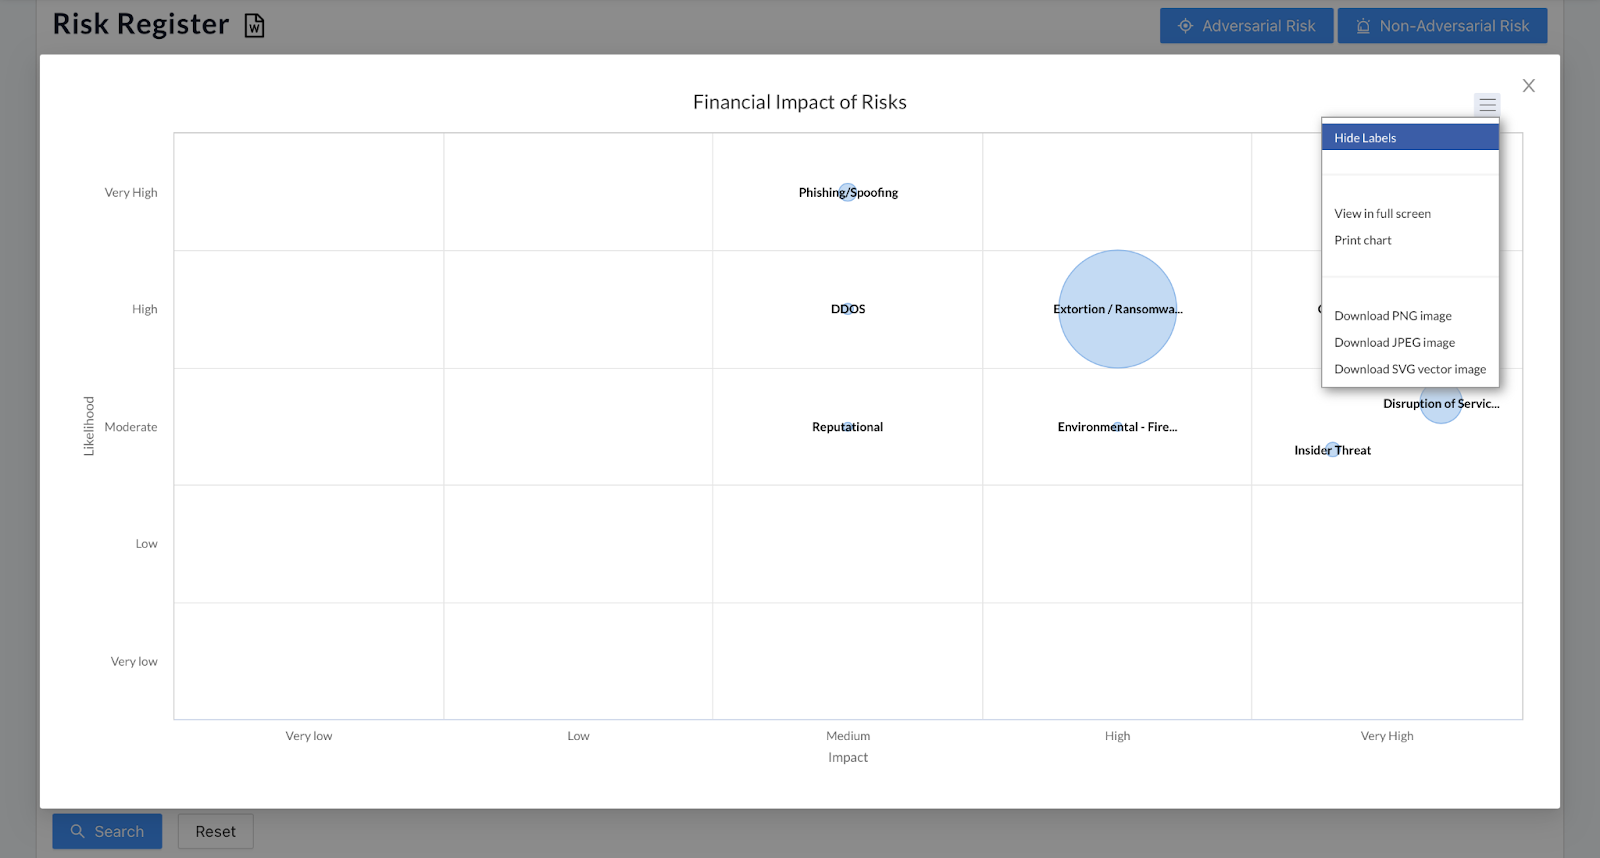 Risk Register
Adversarial Risk
Non-Adversarial Risk
Financial Impact of Risks
Hide Labels
View in full screen
Print chart
Download PNG image
Download JPEG image
Download SVG vector image
Very High
Phishing/Spoofing
High
DDOS
Extortion / Ransomwa...
Disruption of Servic...
Likelihood
Moderate
Reputational
Environmental - Fire...
Insider Threat
Low
Very low
Very low
Low
Medium
High
Very High
Impact
Search
Reset